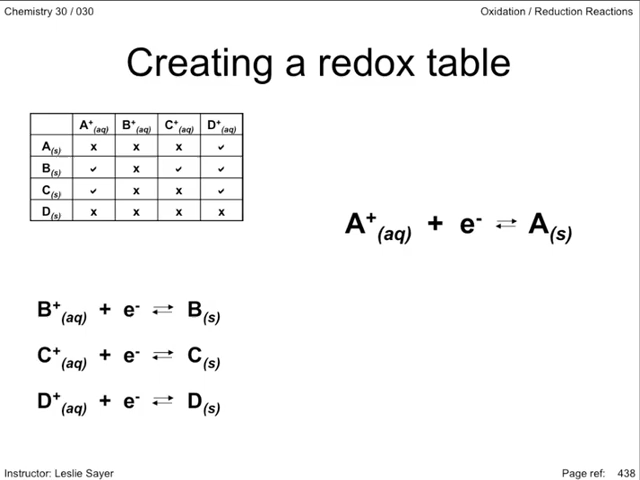 Chemistry 30 / 030 Oxidation / Reduction Reactions
Creating a redox table
A⁺(aq) B⁺(aq) C⁺(aq) D⁺(aq)
A(s) x x x ✓
B(s) ✓ x ✓ ✓
C(s) ✓ x x ✓
D(s) x x x x
A⁺(aq) + e⁻ ⇌ A(s)
B⁺(aq) + e⁻ ⇌ B(s)
C⁺(aq) + e⁻ ⇌ C(s)
D⁺(aq) + e⁻ ⇌ D(s)
Instructor: Leslie Sayer Page ref: 438